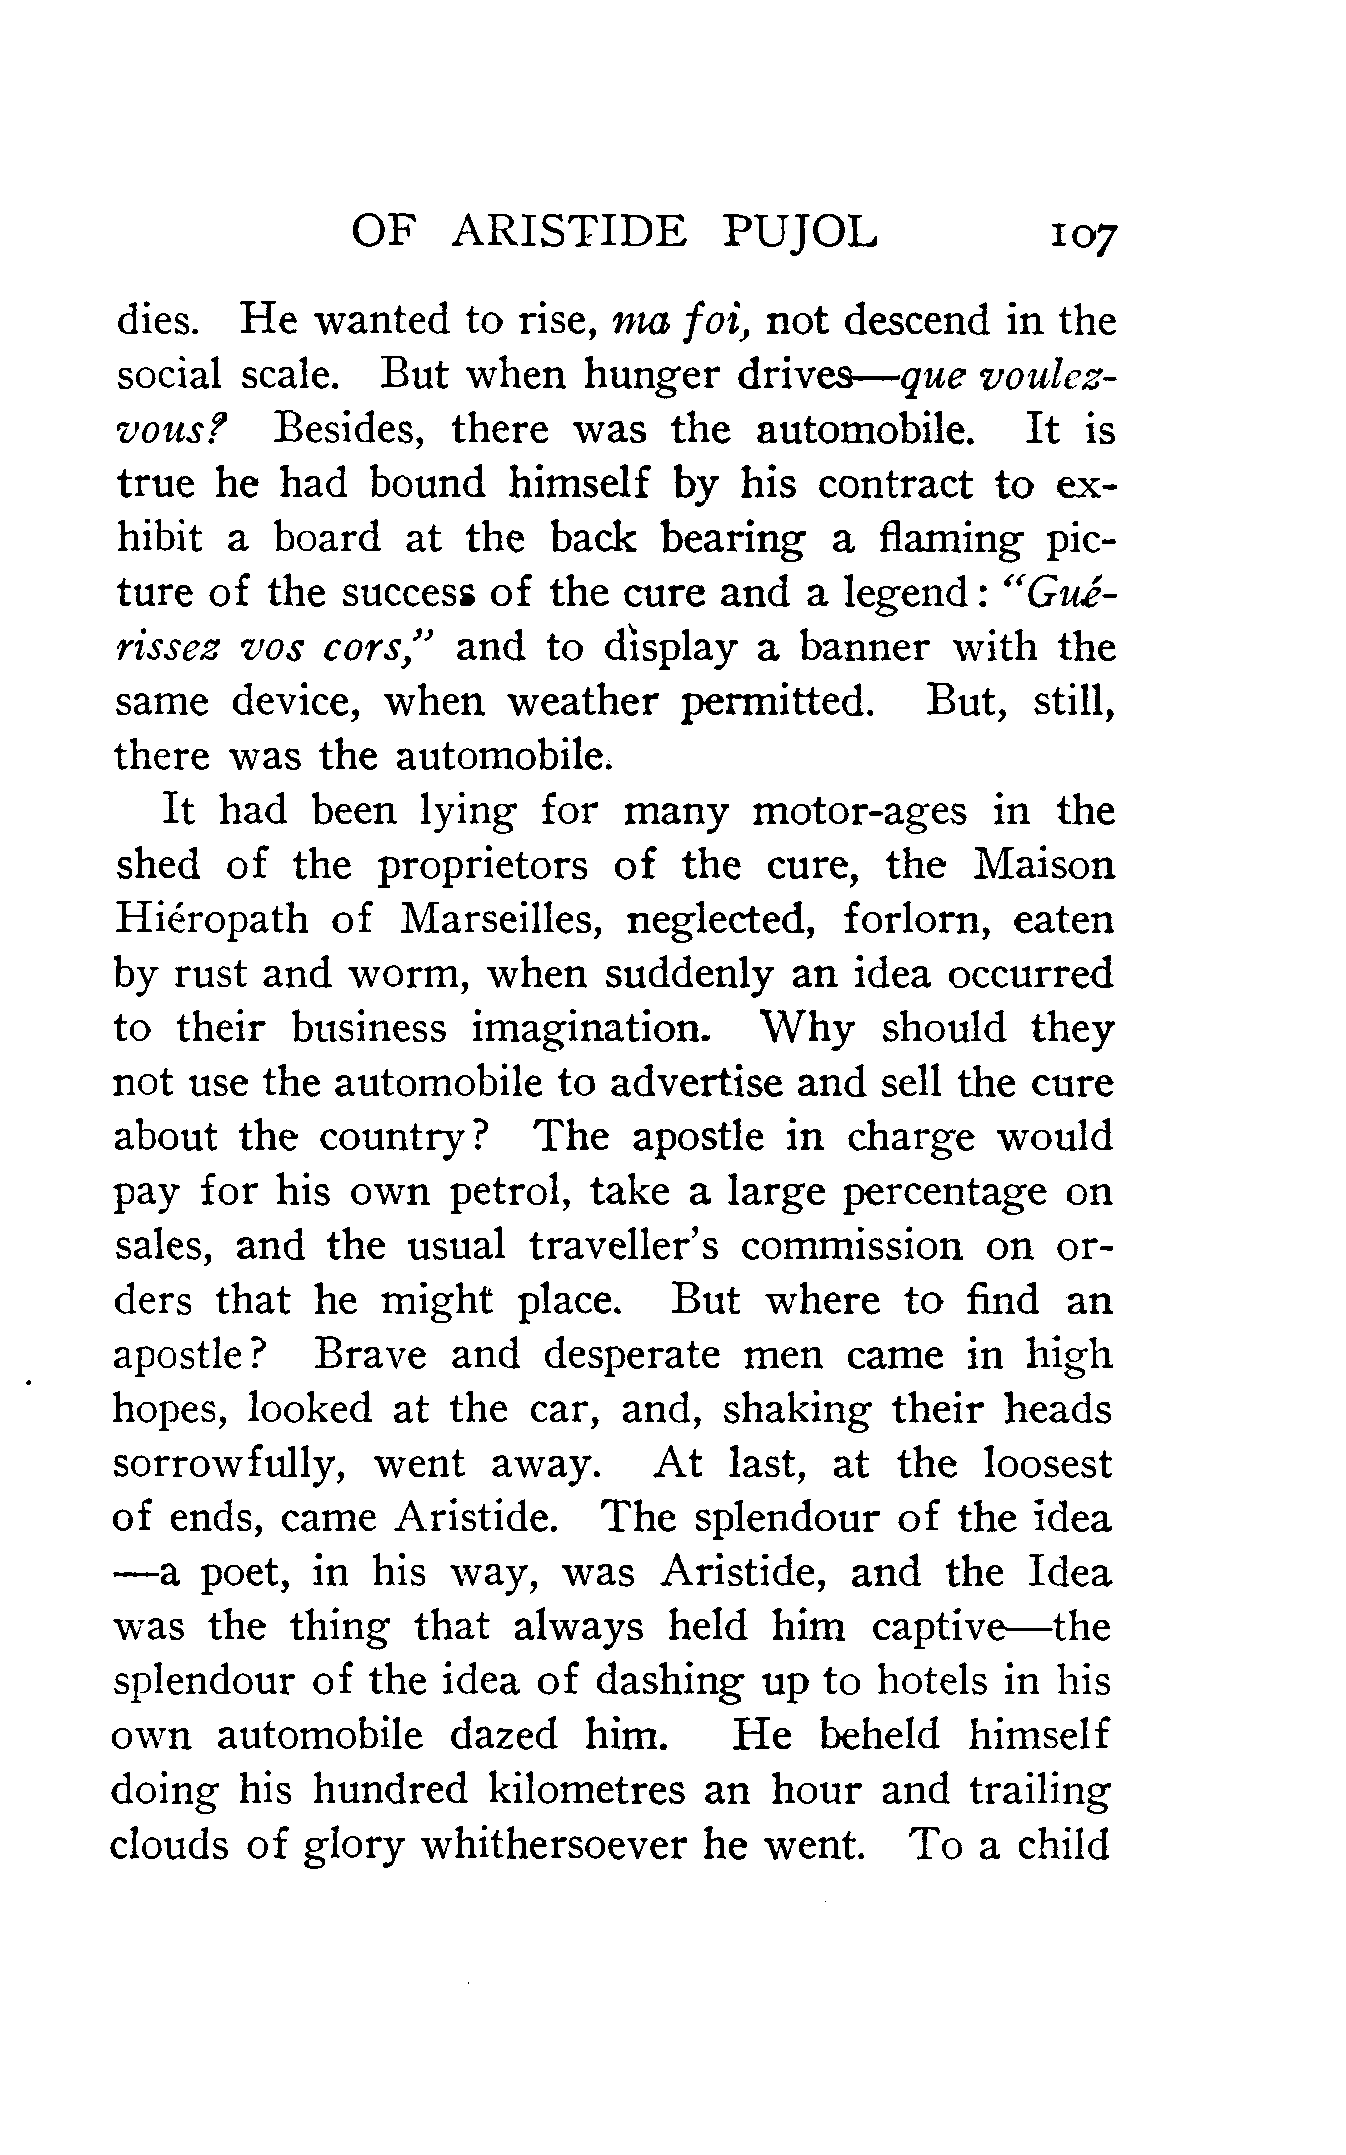 OF ARISTIDE PUJOL 107
dies. He wanted to rise, ma foi, not descend in the
social scale. But when hunger drives—que voulez-
vous? Besides, there was the automobile. It is
true he had bound himself by his contract to ex-
hibit a board at the back bearing a flaming pic-
ture of the success of the cure and a legend: "Gué-
rissez vos cors," and to display a banner with the
same device, when weather permitted. But, still,
there was the automobile.
It had been lying for many motor-ages in the
shed of the proprietors of the cure, the Maison
Hiéropath of Marseilles, neglected, forlorn, eaten
by rust and worm, when suddenly an idea occurred
to their business imagination. Why should they
not use the automobile to advertise and sell the cure
about the country? The apostle in charge would
pay for his own petrol, take a large percentage on
sales, and the usual traveller's commission on or-
ders that he might place. But where to find an
apostle? Brave and desperate men came in high
hopes, looked at the car, and, shaking their heads
sorrowfully, went away. At last, at the loosest
of ends, came Aristide. The splendour of the idea
—a poet, in his way, was Aristide, and the Idea
was the thing that always held him captive—the
splendour of the idea of dashing up to hotels in his
own automobile dazed him. He beheld himself
doing his hundred kilometres an hour and trailing
clouds of glory whithersoever he went. To a child